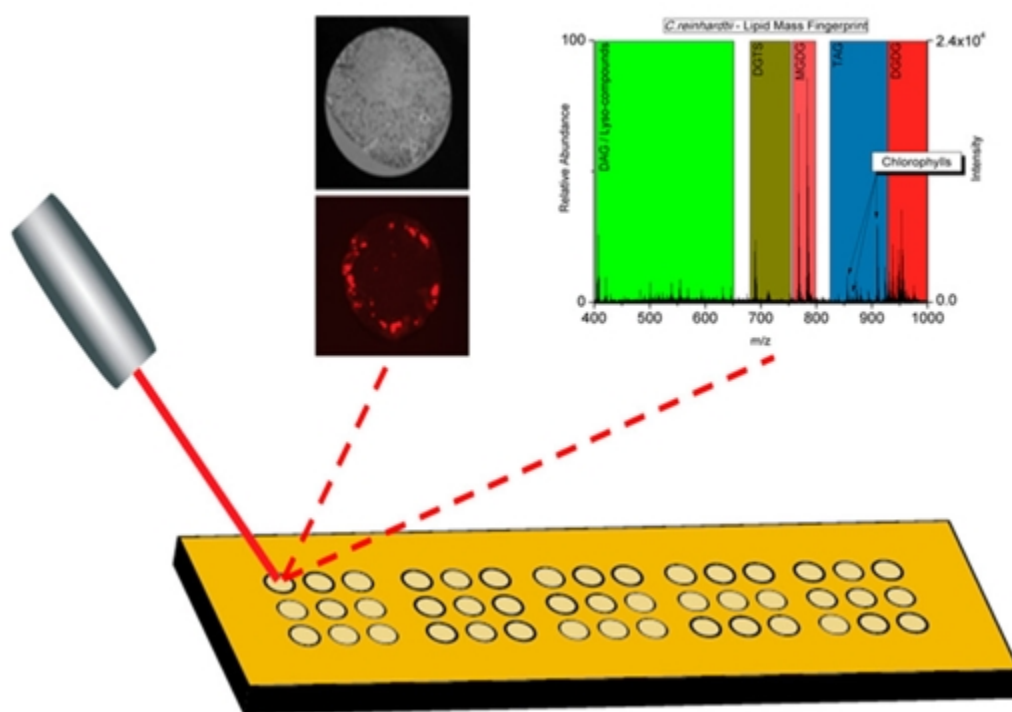 C.reinhardtii - Lipid Mass Fingerprint
100
2.4x10⁴
DAG / Lyso-compounds
DGTS
MGDG
TAG
DGDG
Relative Abundance
Chlorophylls
Intensity
0
0.0
400 500 600 700 800 900 1000
m/z